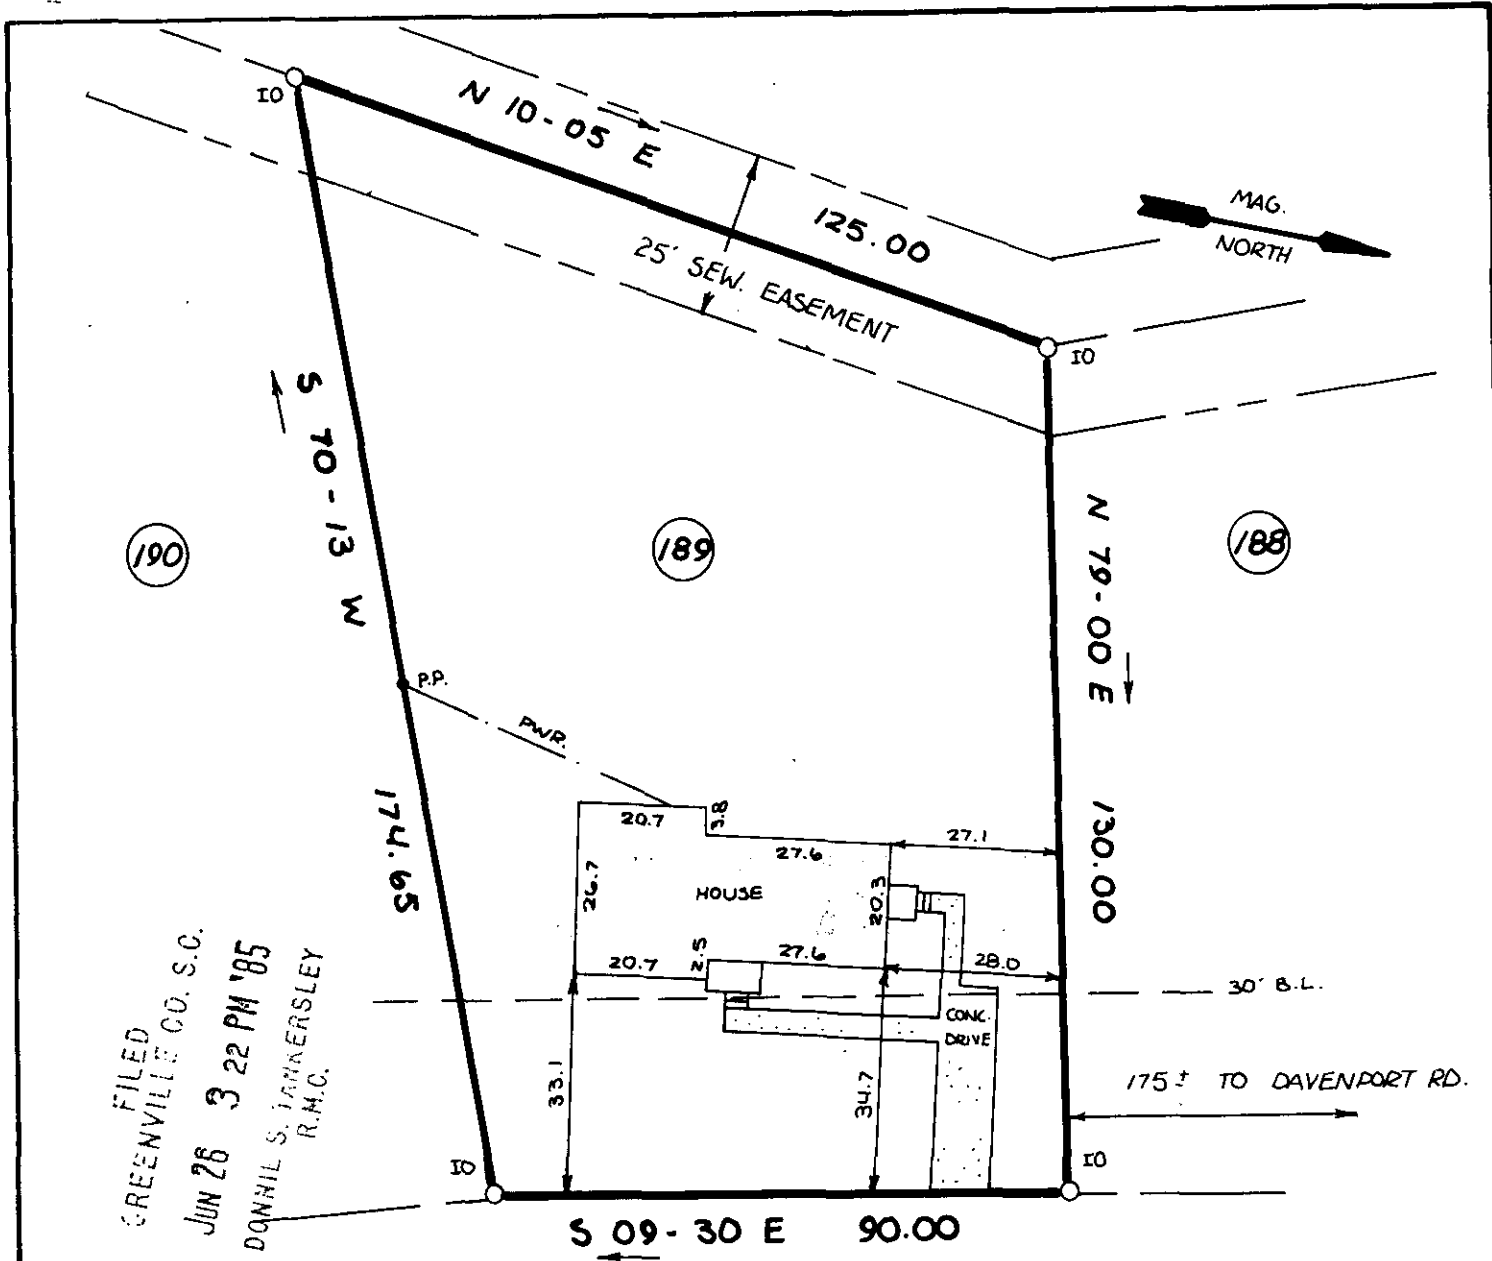 IO
N 10-05 E
125.00
MAG.
NORTH
25' SEW. EASEMENT
IO
S 70-13 W
174.65
190
189
188
N 79-00 E
130.00
P.P.
PWR.
20.7
3.8
27.6
27.1
26.7
HOUSE
20.3
20.7
2.5
27.6
28.0
30' B.L.
CONC.
DRIVE
33.1
34.7
175± TO DAVENPORT RD.
FILED
GREENVILLE CO. S.C.
JUN 26 3 22 PM '85
DONNIE S. TANKERSLEY
R.M.C.
IO
IO
S 09-30 E 90.00